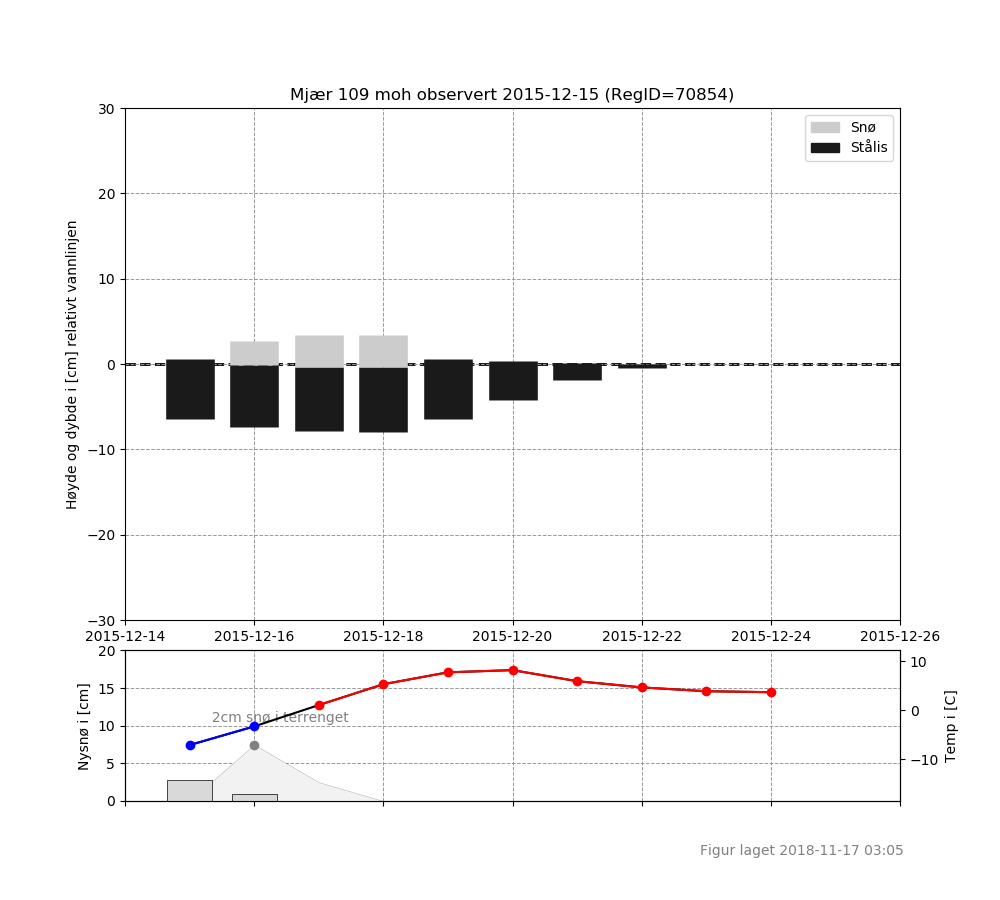 Mjær 109 moh observert 2015-12-15 (RegID=70854)
Snø
Stålis
Høyde og dybde i [cm] relativt vannlinjen
30
20
10
0
−10
−20
−30
2015-12-14 2015-12-16 2015-12-18 2015-12-20 2015-12-22 2015-12-24 2015-12-26
Nysnø i [cm]
20
15
10
5
0
2cm snø i terrenget
10
0
−10
Temp i [C]
Figur laget 2018-11-17 03:05